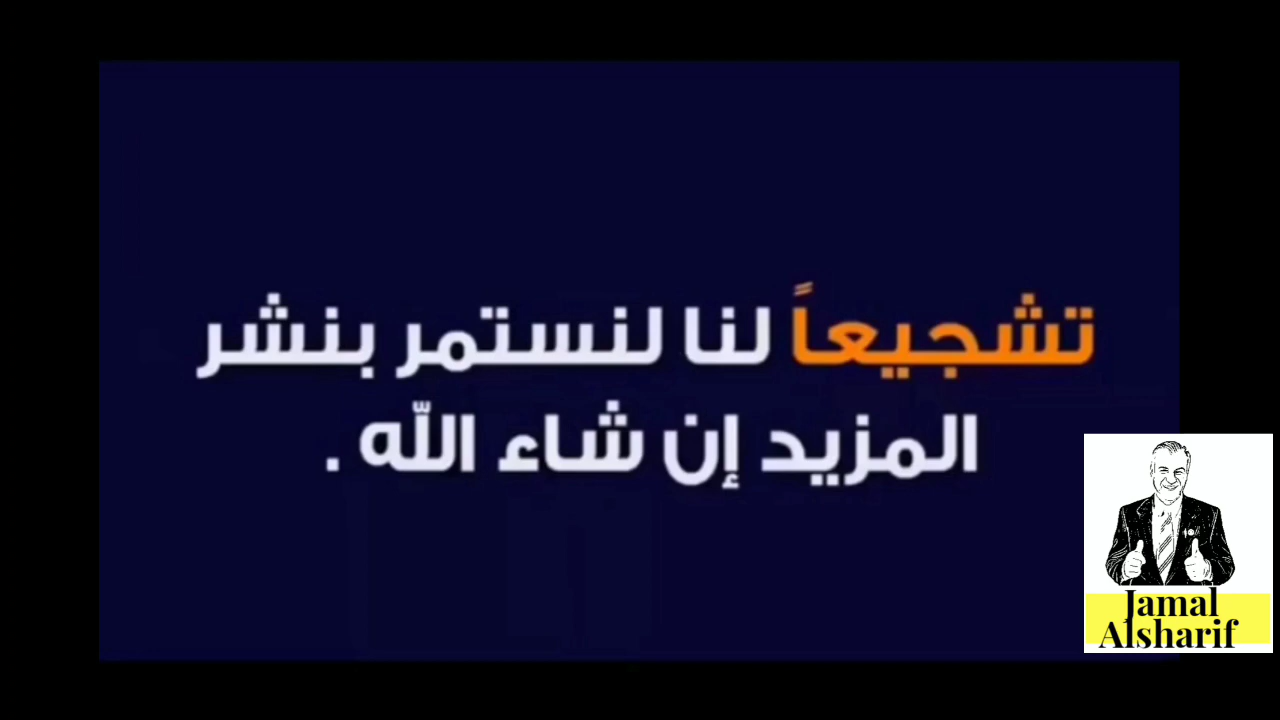 تشجيعاً لنا لنستمر بنشر
المزيد إن شاء الله .
Jamal
Alsharif